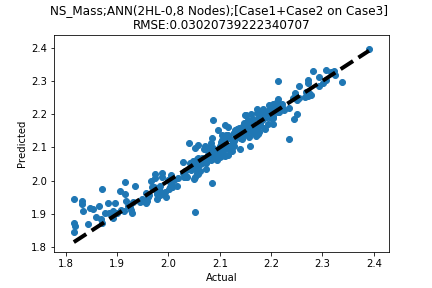 NS_Mass;ANN(2HL-0,8 Nodes);[Case1+Case2 on Case3]
RMSE:0.03020739222340707
2.4
2.3
2.2
2.1
2.0
1.9
1.8
Predicted
1.8 1.9 2.0 2.1 2.2 2.3 2.4
Actual